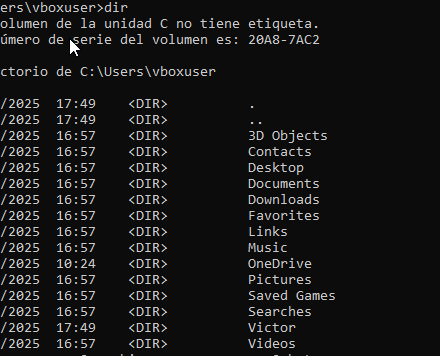 ers\vboxuser>dir
olumen de la unidad C no tiene etiqueta.
úmero de serie del volumen es: 20A8-7AC2
ctorio de C:\Users\vboxuser
/2025  17:49    <DIR>          .
/2025  17:49    <DIR>          ..
/2025  16:57    <DIR>          3D Objects
/2025  16:57    <DIR>          Contacts
/2025  16:57    <DIR>          Desktop
/2025  16:57    <DIR>          Documents
/2025  16:57    <DIR>          Downloads
/2025  16:57    <DIR>          Favorites
/2025  16:57    <DIR>          Links
/2025  16:57    <DIR>          Music
/2025  10:24    <DIR>          OneDrive
/2025  16:57    <DIR>          Pictures
/2025  16:57    <DIR>          Saved Games
/2025  16:57    <DIR>          Searches
/2025  17:49    <DIR>          Victor
/2025  16:57    <DIR>          Videos